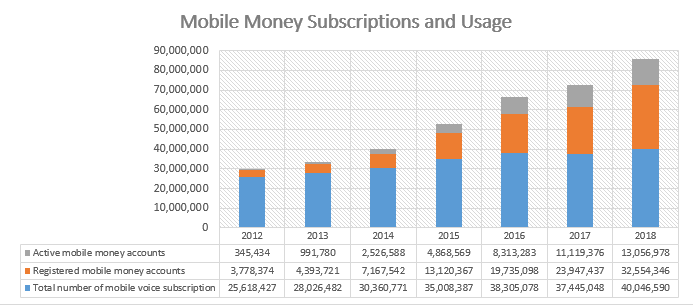 Mobile Money Subscriptions and Usage
90,000,000
80,000,000
70,000,000
60,000,000
50,000,000
40,000,000
30,000,000
20,000,000
10,000,000
0
2012 2013 2014 2015 2016 2017 2018
Active mobile money accounts 345,434 991,780 2,526,588 4,868,569 8,313,283 11,119,376 13,056,978
Registered mobile money accounts 3,778,374 4,393,721 7,167,542 13,120,367 19,735,098 23,947,437 32,554,346
Total number of mobile voice subscription 25,618,427 28,026,482 30,360,771 35,008,387 38,305,078 37,445,048 40,046,590